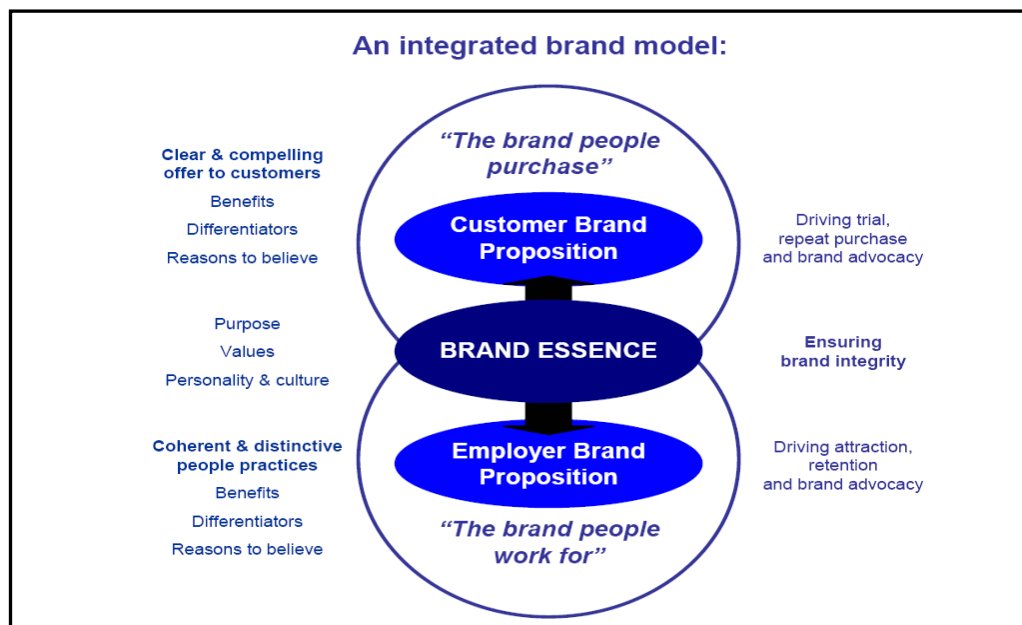 An integrated brand model:
“The brand people
purchase”
Clear & compelling
offer to customers
Benefits
Differentiators
Reasons to believe
Customer Brand
Proposition
Driving trial,
repeat purchase
and brand advocacy
Purpose
Values
Personality & culture
BRAND ESSENCE
Ensuring
brand integrity
Coherent & distinctive
people practices
Benefits
Differentiators
Reasons to believe
Employer Brand
Proposition
Driving attraction,
retention
and brand advocacy
“The brand people
work for”